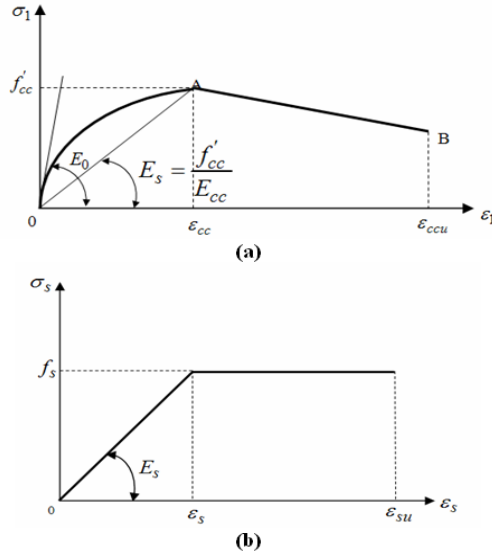 σ₁
f'cc
A
E₀
Eₛ = f'cc / Ecc
B
0
εcc
εccu
ε₁
(a)
σₛ
fₛ
Eₛ
0
εₛ
εsu
εₛ
(b)